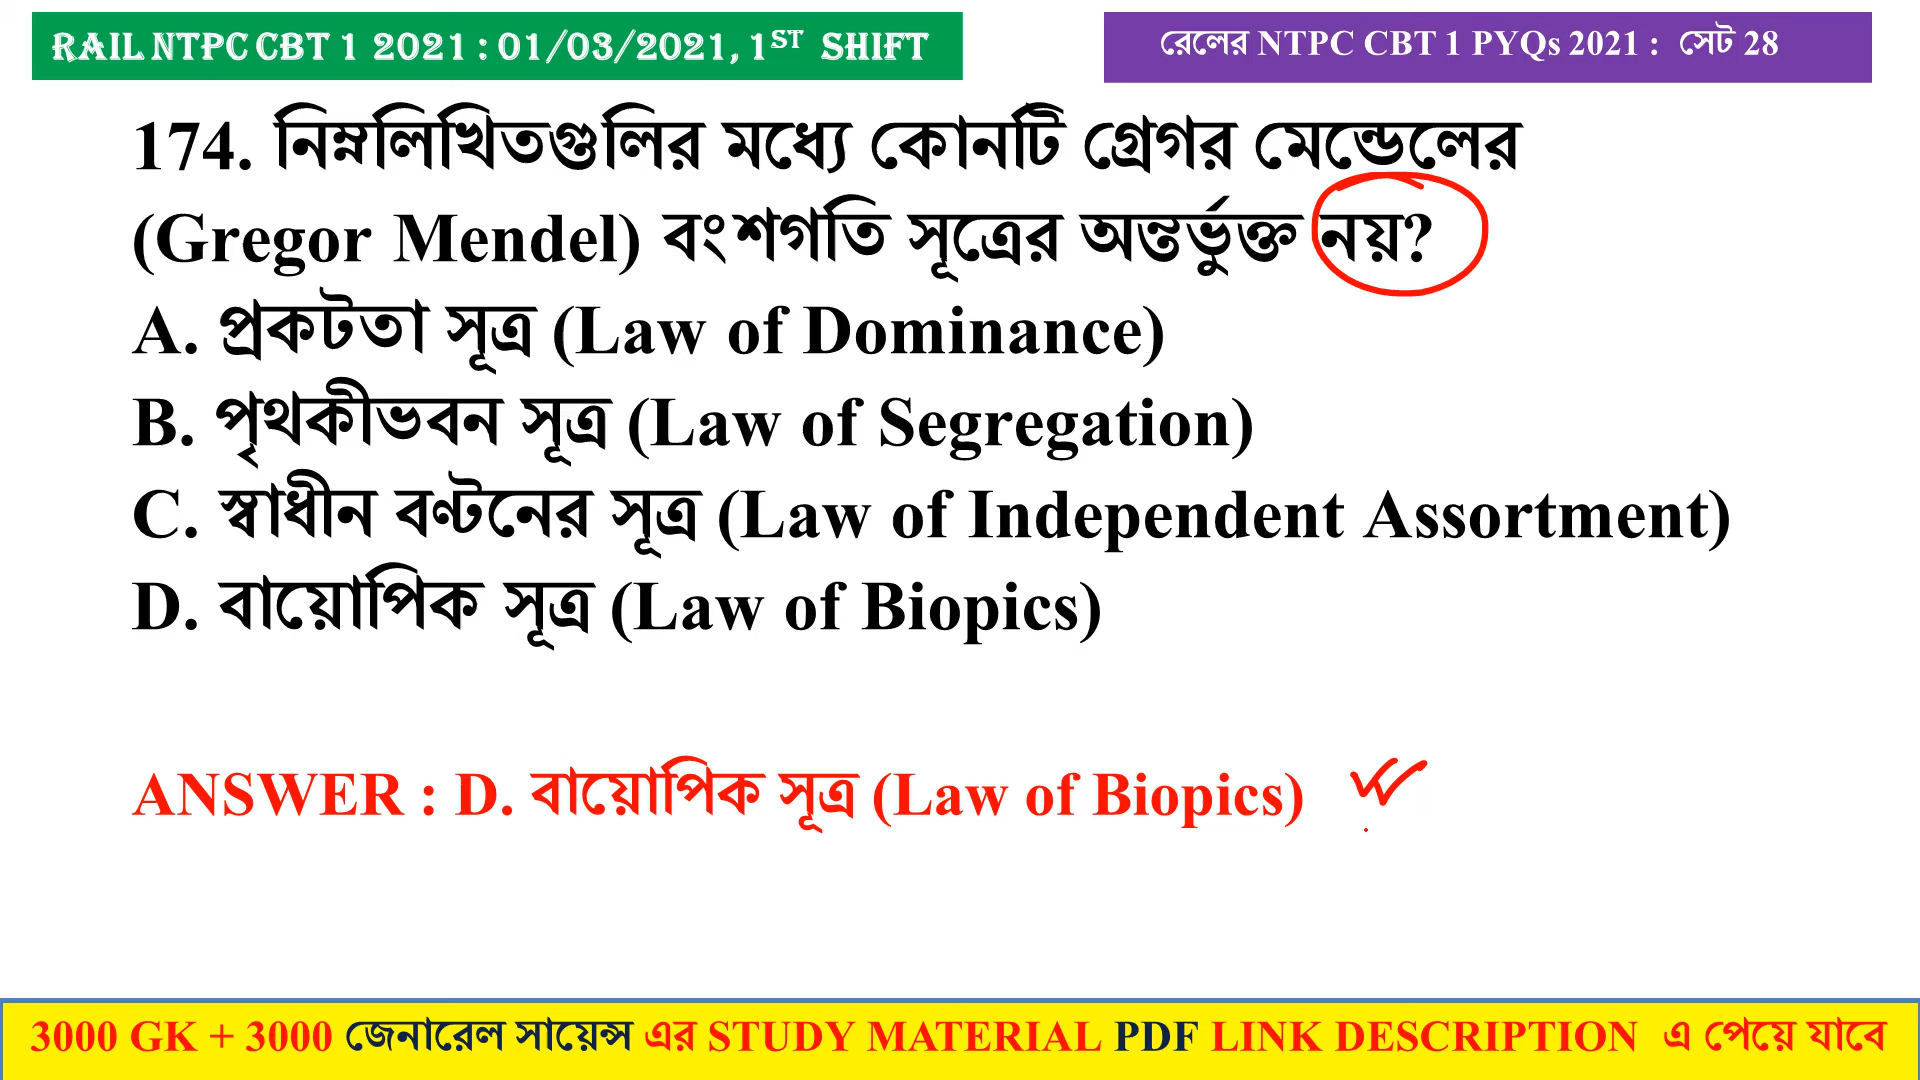 RAIL NTPC CBT 1 2021 : 01/03/2021, 1ST SHIFT
রেলের NTPC CBT 1 PYQs 2021 : সেট 28
174. নিম্নলিখিতগুলির মধ্যে কোনটি গ্রেগর মেন্ডেলের
(Gregor Mendel) বংশগতি সূত্রের অন্তর্ভুক্ত নয়?
A. প্রকটতা সূত্র (Law of Dominance)
B. পৃথকীভবন সূত্র (Law of Segregation)
C. স্বাধীন বণ্টনের সূত্র (Law of Independent Assortment)
D. বায়োপিক সূত্র (Law of Biopics)
ANSWER : D. বায়োপিক সূত্র (Law of Biopics)
3000 GK + 3000 জেনারেল সায়েন্স এর STUDY MATERIAL PDF LINK DESCRIPTION এ পেয়ে যাবে